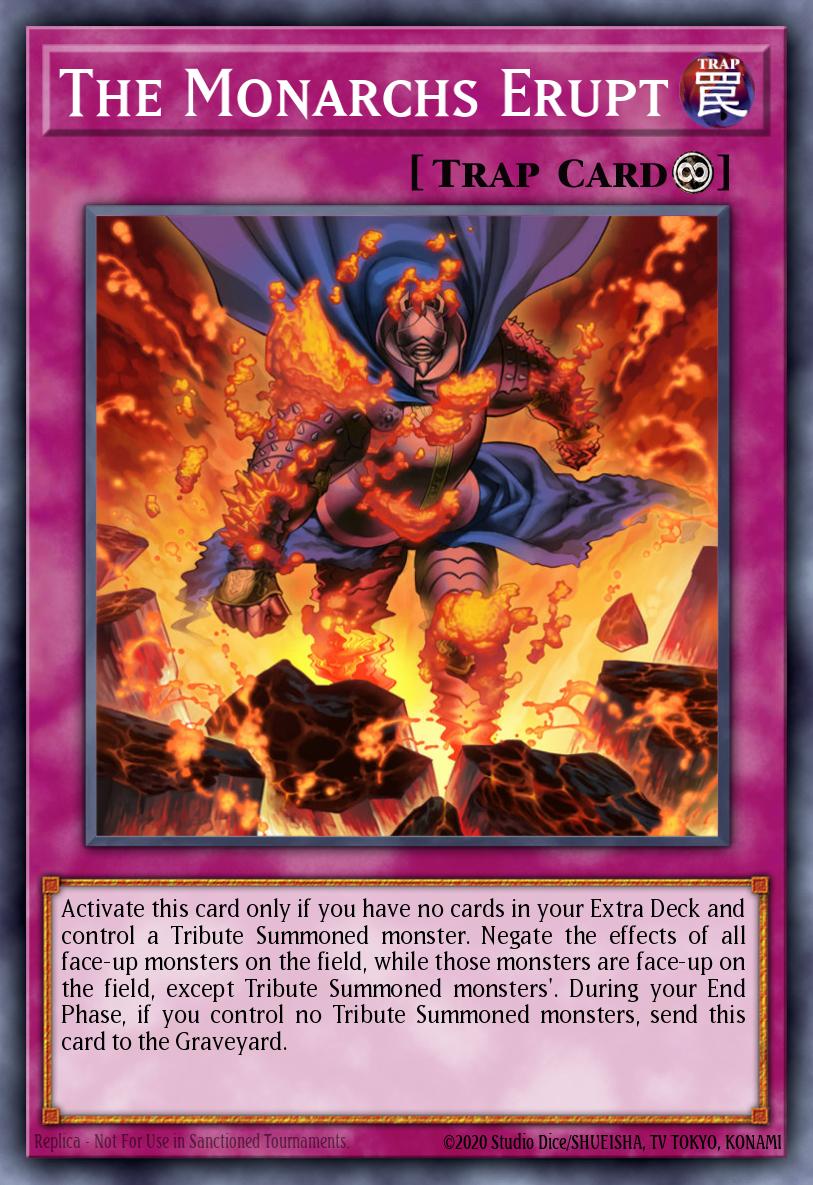 The Monarchs Erupt
TRAP
罠
[Trap Card∞]
Activate this card only if you have no cards in your Extra Deck and
control a Tribute Summoned monster. Negate the effects of all
face-up monsters on the field, while those monsters are face-up on
the field, except Tribute Summoned monsters'. During your End
Phase, if you control no Tribute Summoned monsters, send this
card to the Graveyard.
Replica - Not For Use in Sanctioned Tournaments.
©2020 Studio Dice/SHUEISHA, TV TOKYO, KONAMI